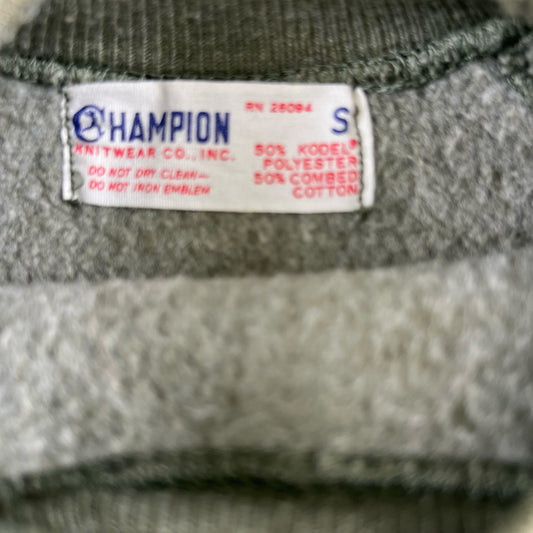 CHAMPION
KNITWEAR CO., INC.
DO NOT DRY CLEAN—
DO NOT IRON EMBLEM
RN 26094
S
50% KODEL®
POLYESTER
50% COMBED
COTTON